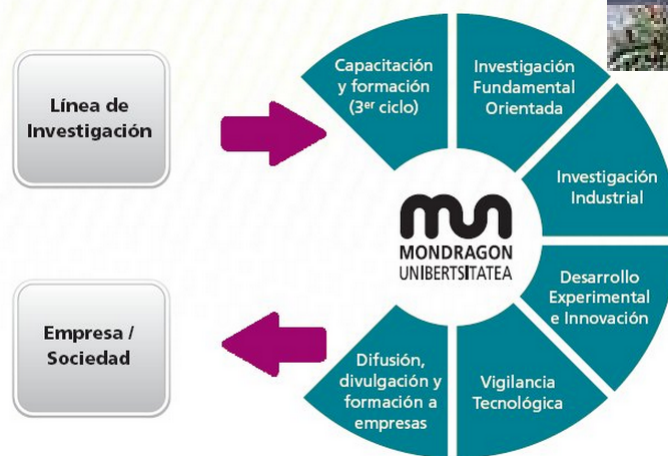 Línea de
Investigación
Capacitación
y formación
(3er ciclo)
Investigación
Fundamental
Orientada
Investigación
Industrial
Desarrollo
Experimental
e Innovación
Vigilancia
Tecnológica
Difusión,
divulgación y
formación a
empresas
mun
MONDRAGON
UNIBERTSITATEA
Empresa /
Sociedad